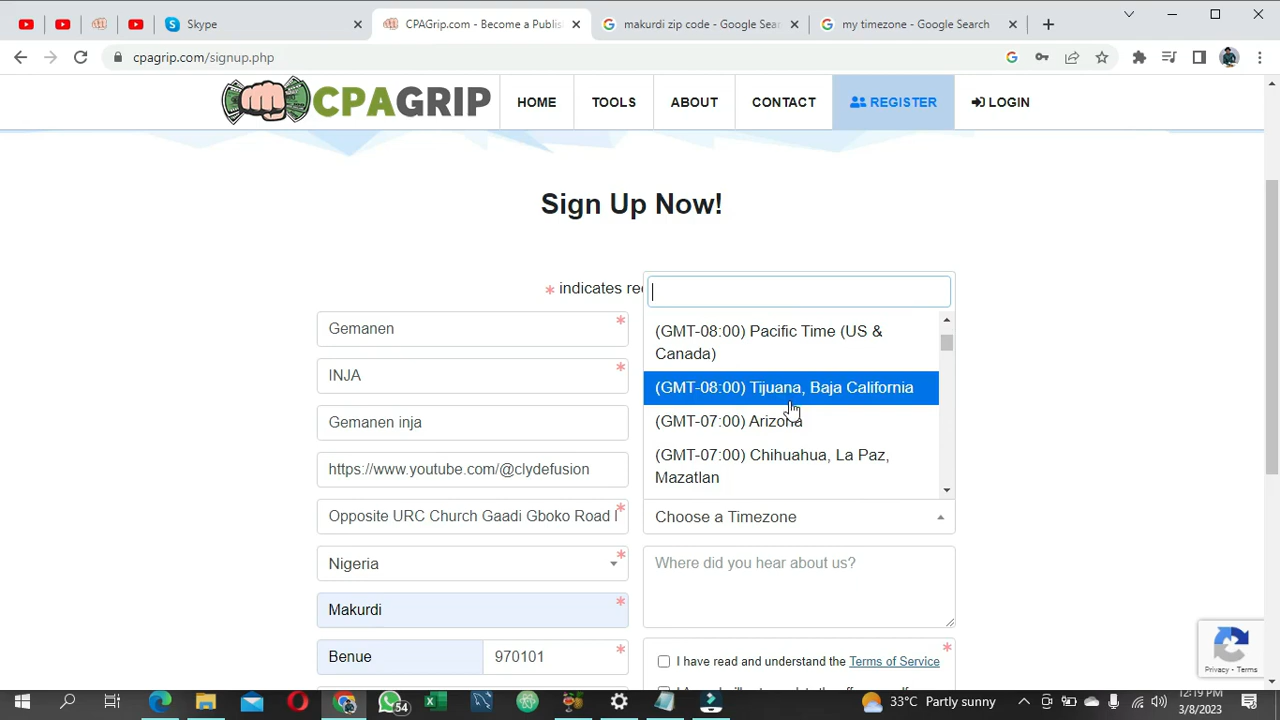 Skype
CPAGrip.com - Become a Publis
makurdi zip code - Google Sea
my timezone - Google Search
cpagrip.com/signup.php
CPAGRIP
HOME
TOOLS
ABOUT
CONTACT
REGISTER
LOGIN
Sign Up Now!
* indicates re
Gemanen
*
INJA
*
Gemanen inja
https://www.youtube.com/@clydefusion
Opposite URC Church Gaadi Gboko Road
*
Nigeria
*
Makurdi
*
Benue
970101
*
(GMT-08:00) Pacific Time (US &
Canada)
(GMT-08:00) Tijuana, Baja California
(GMT-07:00) Arizona
(GMT-07:00) Chihuahua, La Paz,
Mazatlan
Choose a Timezone
Where did you hear about us?
*
I have read and understand the Terms of Service
Privacy - Terms
54
33°C Partly sunny
12:19 PM
3/8/2023